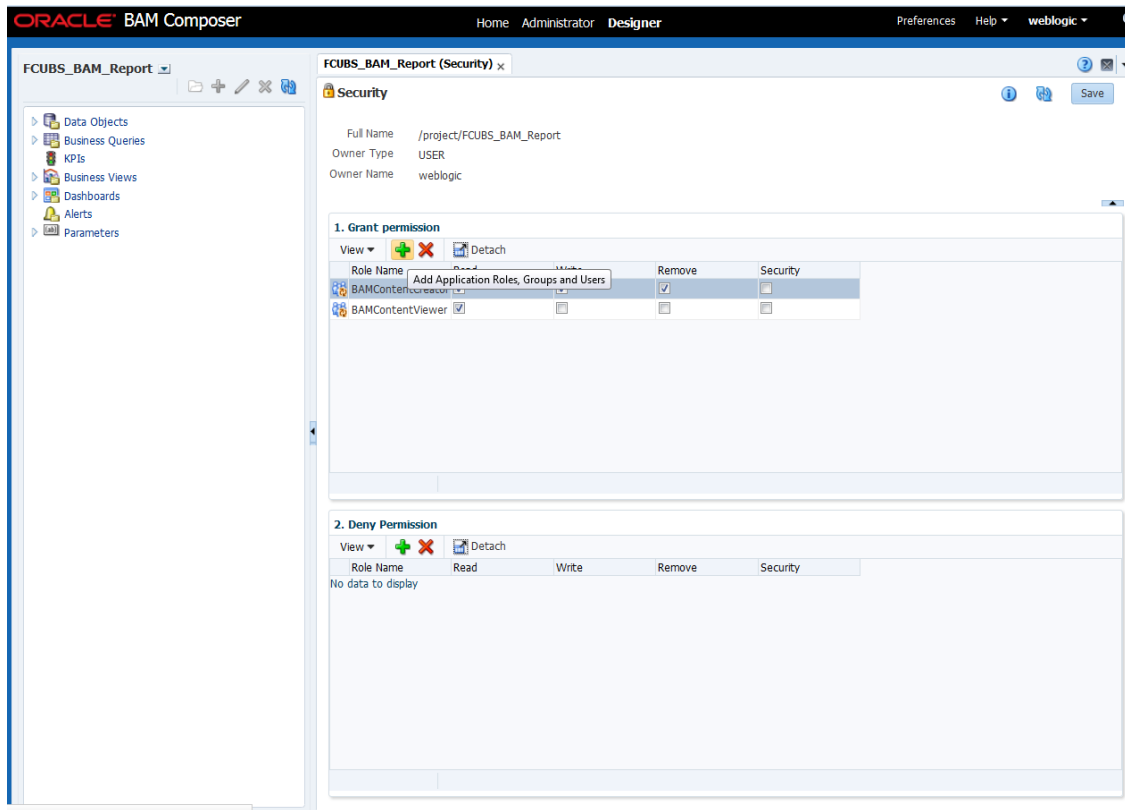 ORACLE BAM Composer Home Administrator Designer Preferences Help weblogic
FCUBS_BAM_Report
FCUBS_BAM_Report (Security) x
Security Save
Full Name /project/FCUBS_BAM_Report
Owner Type USER
Owner Name weblogic
Data Objects
Business Queries
KPIs
Business Views
Dashboards
Alerts
Parameters
1. Grant permission
View Detach
Role Name Remove Security
Add Application Roles, Groups and Users
BAMContentCreator
BAMContentViewer
2. Deny Permission
View Detach
Role Name Read Write Remove Security
No data to display